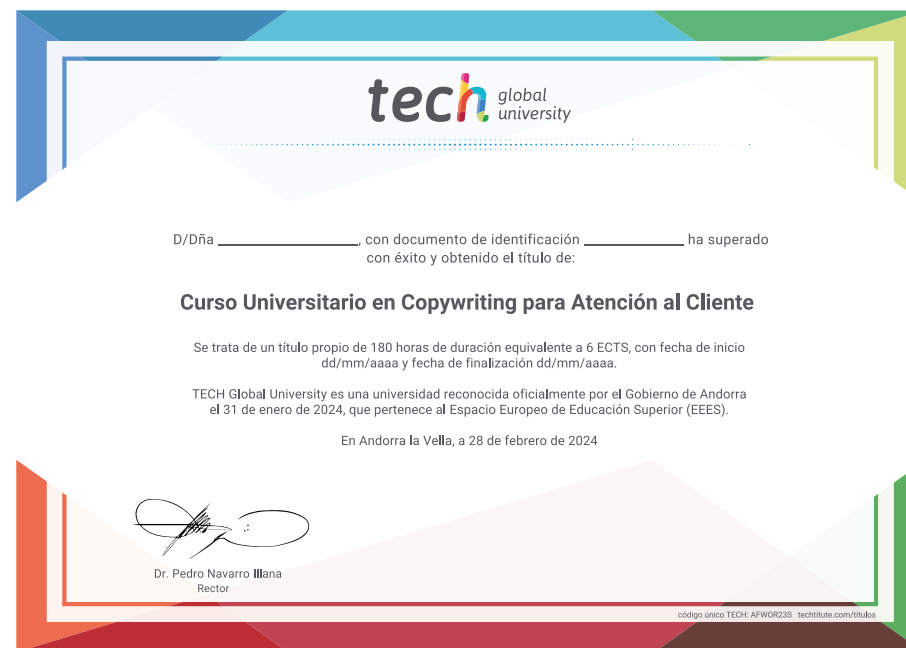 tech global university
D/Dña ____________________, con documento de identificación ______________ ha superado
con éxito y obtenido el título de:
Curso Universitario en Copywriting para Atención al Cliente
Se trata de un título propio de 180 horas de duración equivalente a 6 ECTS, con fecha de inicio
dd/mm/aaaa y fecha de finalización dd/mm/aaaa.
TECH Global University es una universidad reconocida oficialmente por el Gobierno de Andorra
el 31 de enero de 2024, que pertenece al Espacio Europeo de Educación Superior (EEES).
En Andorra la Vella, a 28 de febrero de 2024
Dr. Pedro Navarro Illana
Rector
código único TECH: AFWOR23S techtitute.com/titulos